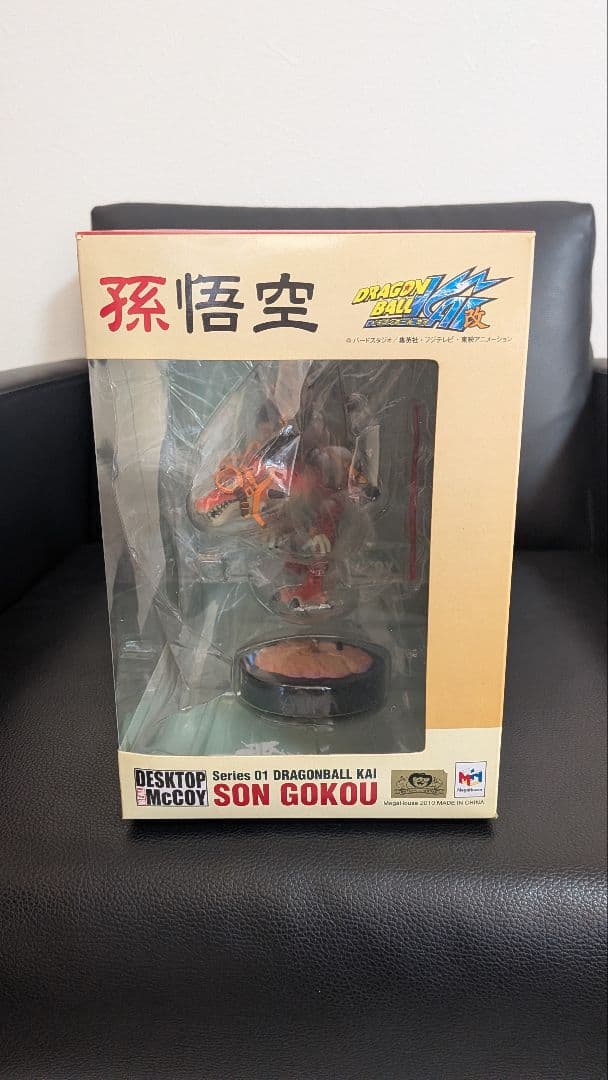 孫悟空
DRAGON
BALL
KAI
改
©バードスタジオ／集英社・フジテレビ・東映アニメーション
DESKTOP
REAL McCOY
Series 01 DRAGONBALL KAI
SON GOKOU
MegaHouse
MegaHouse 2010 MADE IN CHINA